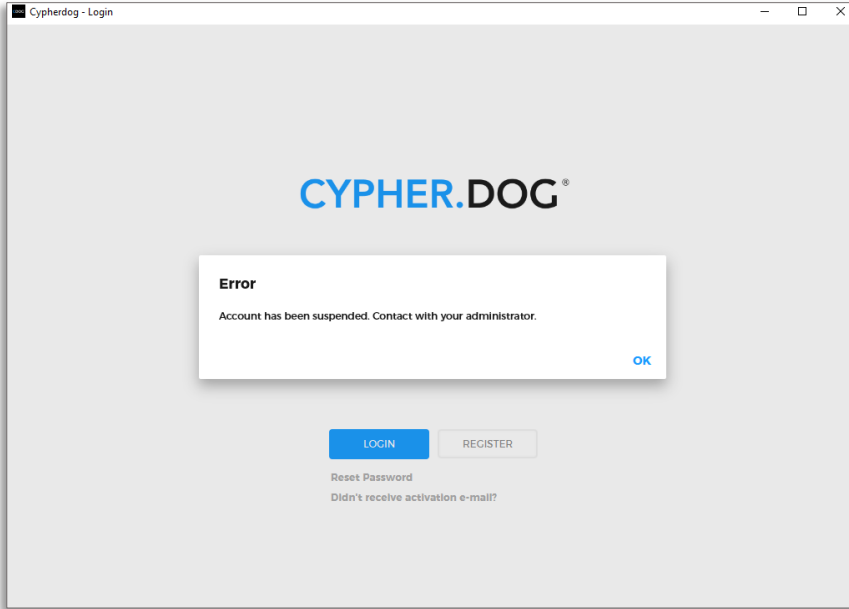 Cypherdog - Login
CYPHER.DOG®
Error
Account has been suspended. Contact with your administrator.
OK
LOGIN REGISTER
Reset Password
Didn't receive activation e-mail?